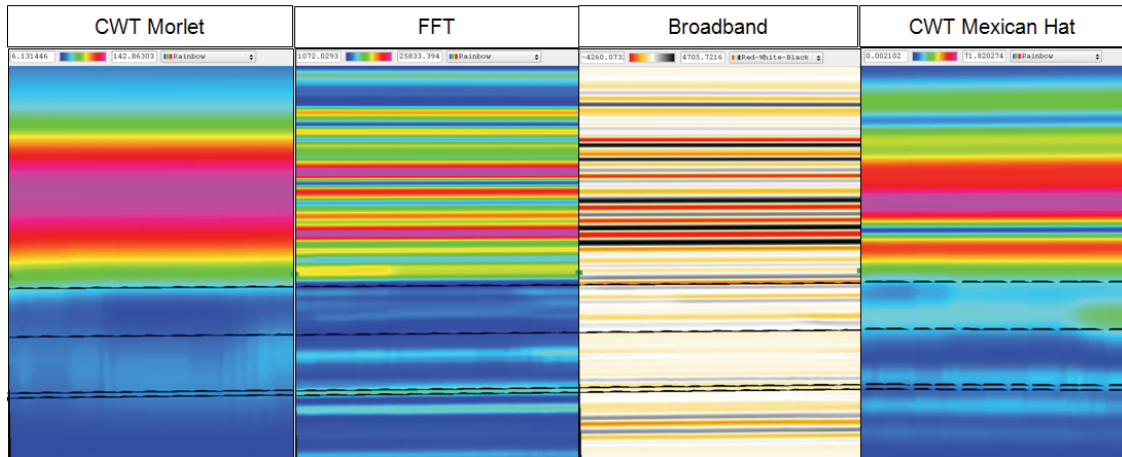 CWT Morlet
FFT
Broadband
CWT Mexican Hat
6.131446 142.86303 Rainbow
1072.0293 25833.394 Rainbow
-4260.073 4705.7216 Red-White-Black
0.002102 71.820274 Rainbow